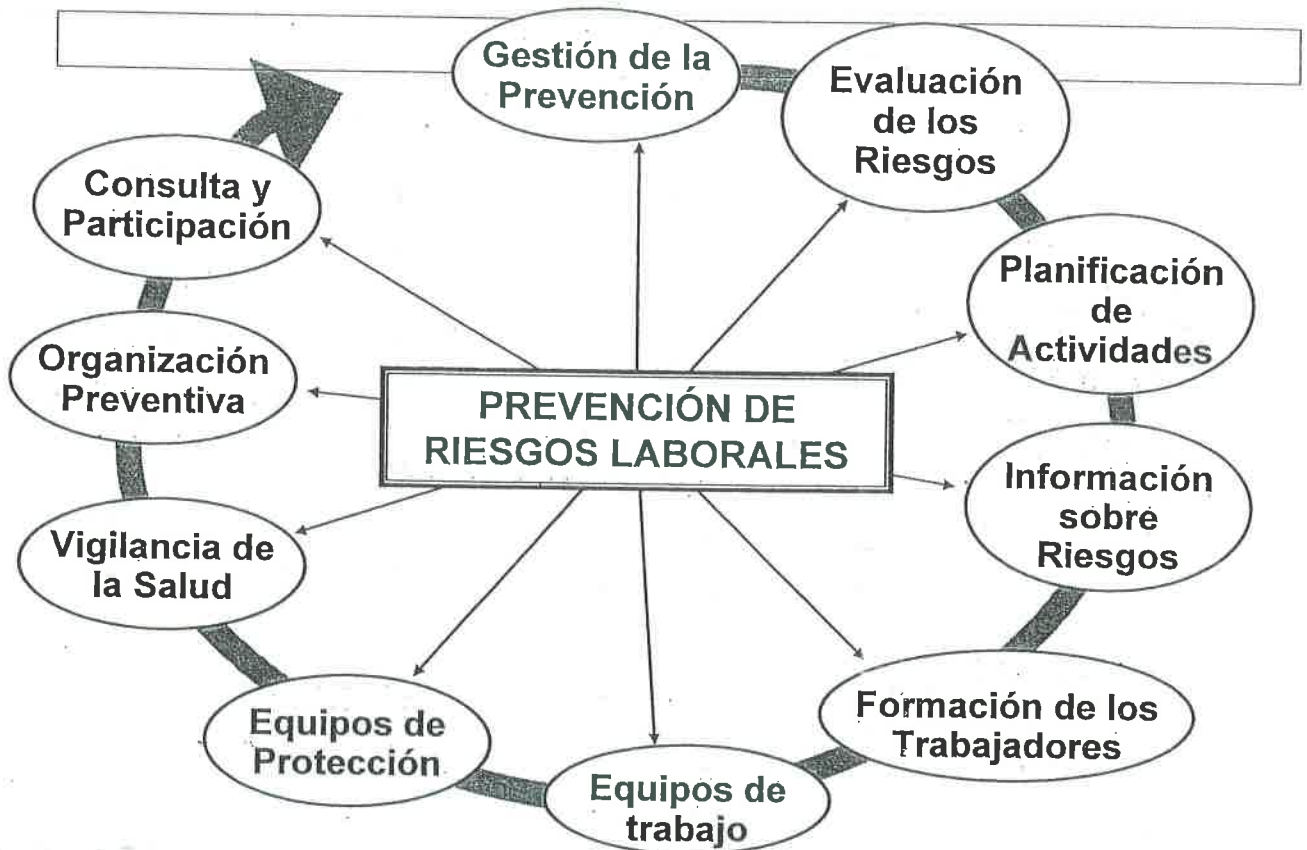 Gestión de la
Prevención
Evaluación
de los
Riesgos
Planificación
de
Actividades
Información
sobre
Riesgos
Formación de los
Trabajadores
Equipos de
trabajo
Equipos de
Protección
Vigilancia de
la Salud
Organización
Preventiva
Consulta y
Participación
PREVENCIÓN DE
RIESGOS LABORALES